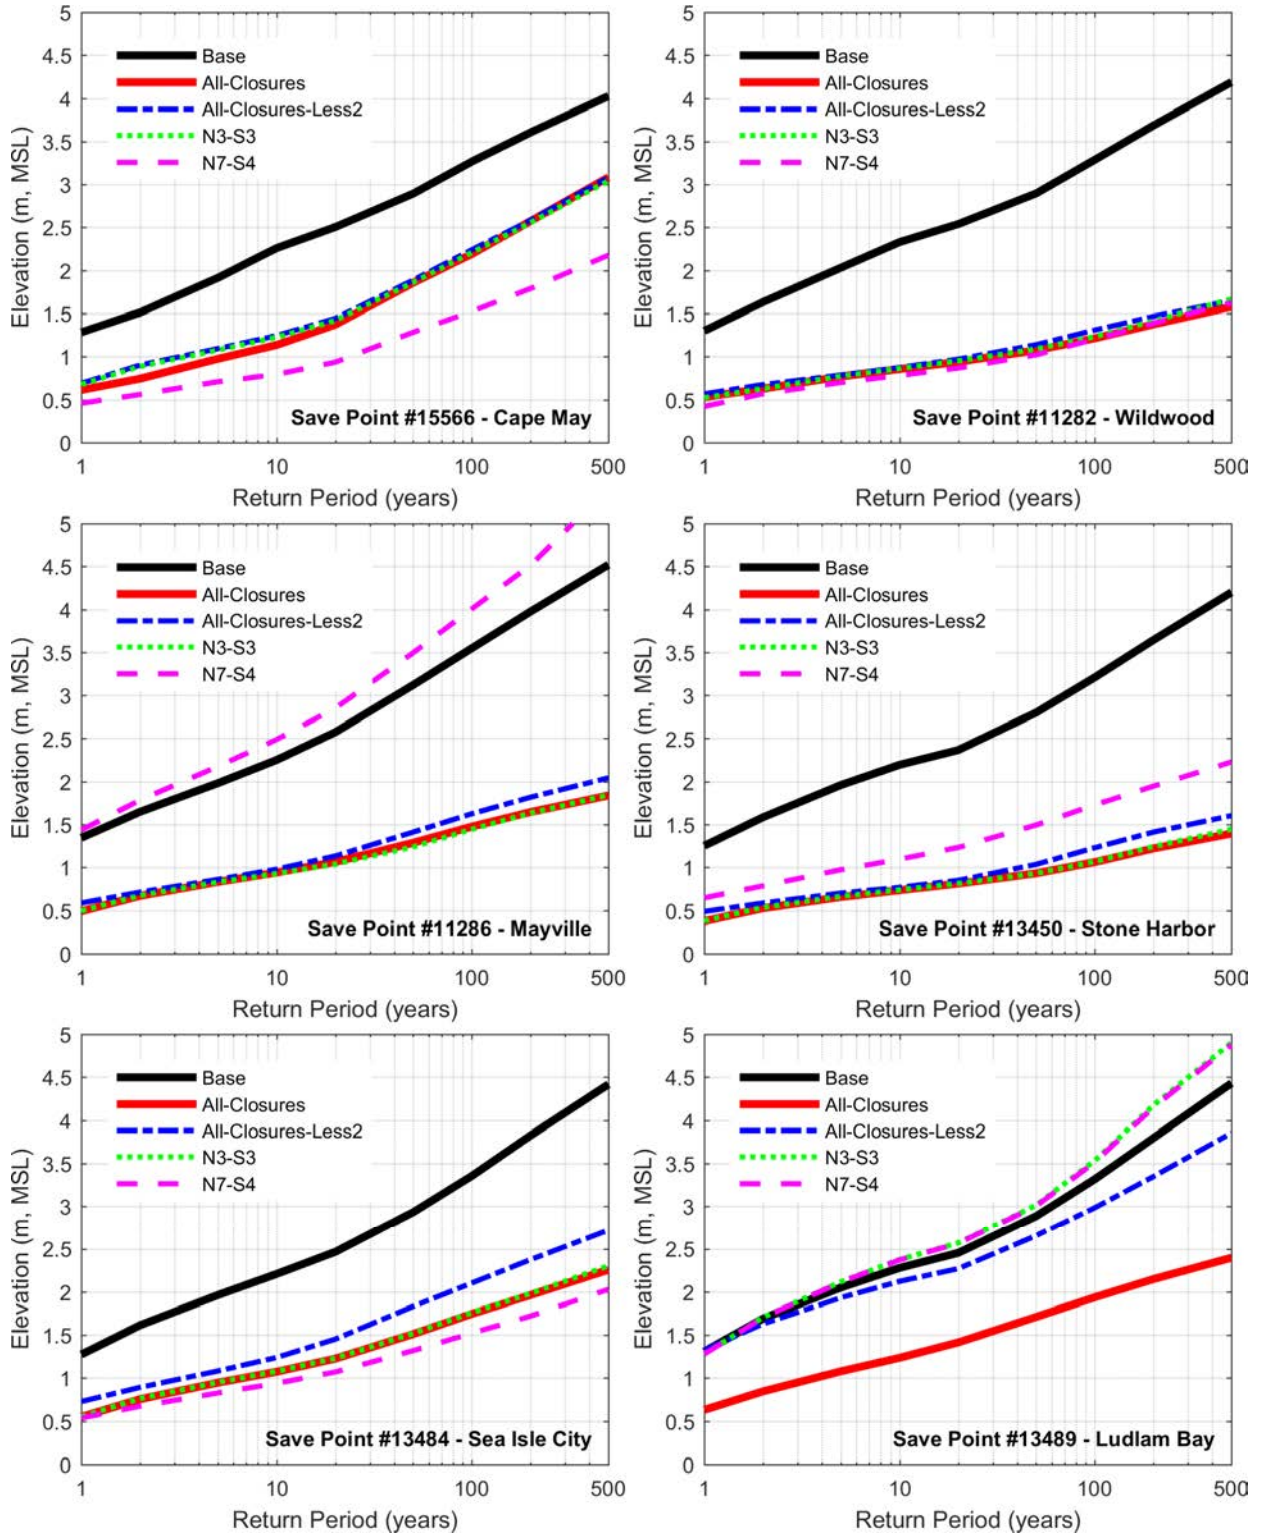 Elevation (m, MSL)
5
4.5
4
3.5
3
2.5
2
1.5
1
0.5
0
Base
All-Closures
All-Closures-Less2
N3-S3
N7-S4
Save Point #15566 - Cape May
1 10 100 500
Return Period (years)
Elevation (m, MSL)
5
4.5
4
3.5
3
2.5
2
1.5
1
0.5
0
Base
All-Closures
All-Closures-Less2
N3-S3
N7-S4
Save Point #11282 - Wildwood
1 10 100 500
Return Period (years)
Elevation (m, MSL)
5
4.5
4
3.5
3
2.5
2
1.5
1
0.5
0
Base
All-Closures
All-Closures-Less2
N3-S3
N7-S4
Save Point #11286 - Mayville
1 10 100 500
Return Period (years)
Elevation (m, MSL)
5
4.5
4
3.5
3
2.5
2
1.5
1
0.5
0
Base
All-Closures
All-Closures-Less2
N3-S3
N7-S4
Save Point #13450 - Stone Harbor
1 10 100 500
Return Period (years)
Elevation (m, MSL)
5
4.5
4
3.5
3
2.5
2
1.5
1
0.5
0
Base
All-Closures
All-Closures-Less2
N3-S3
N7-S4
Save Point #13484 - Sea Isle City
1 10 100 500
Return Period (years)
Elevation (m, MSL)
5
4.5
4
3.5
3
2.5
2
1.5
1
0.5
0
Base
All-Closures
All-Closures-Less2
N3-S3
N7-S4
Save Point #13489 - Ludlam Bay
1 10 100 500
Return Period (years)